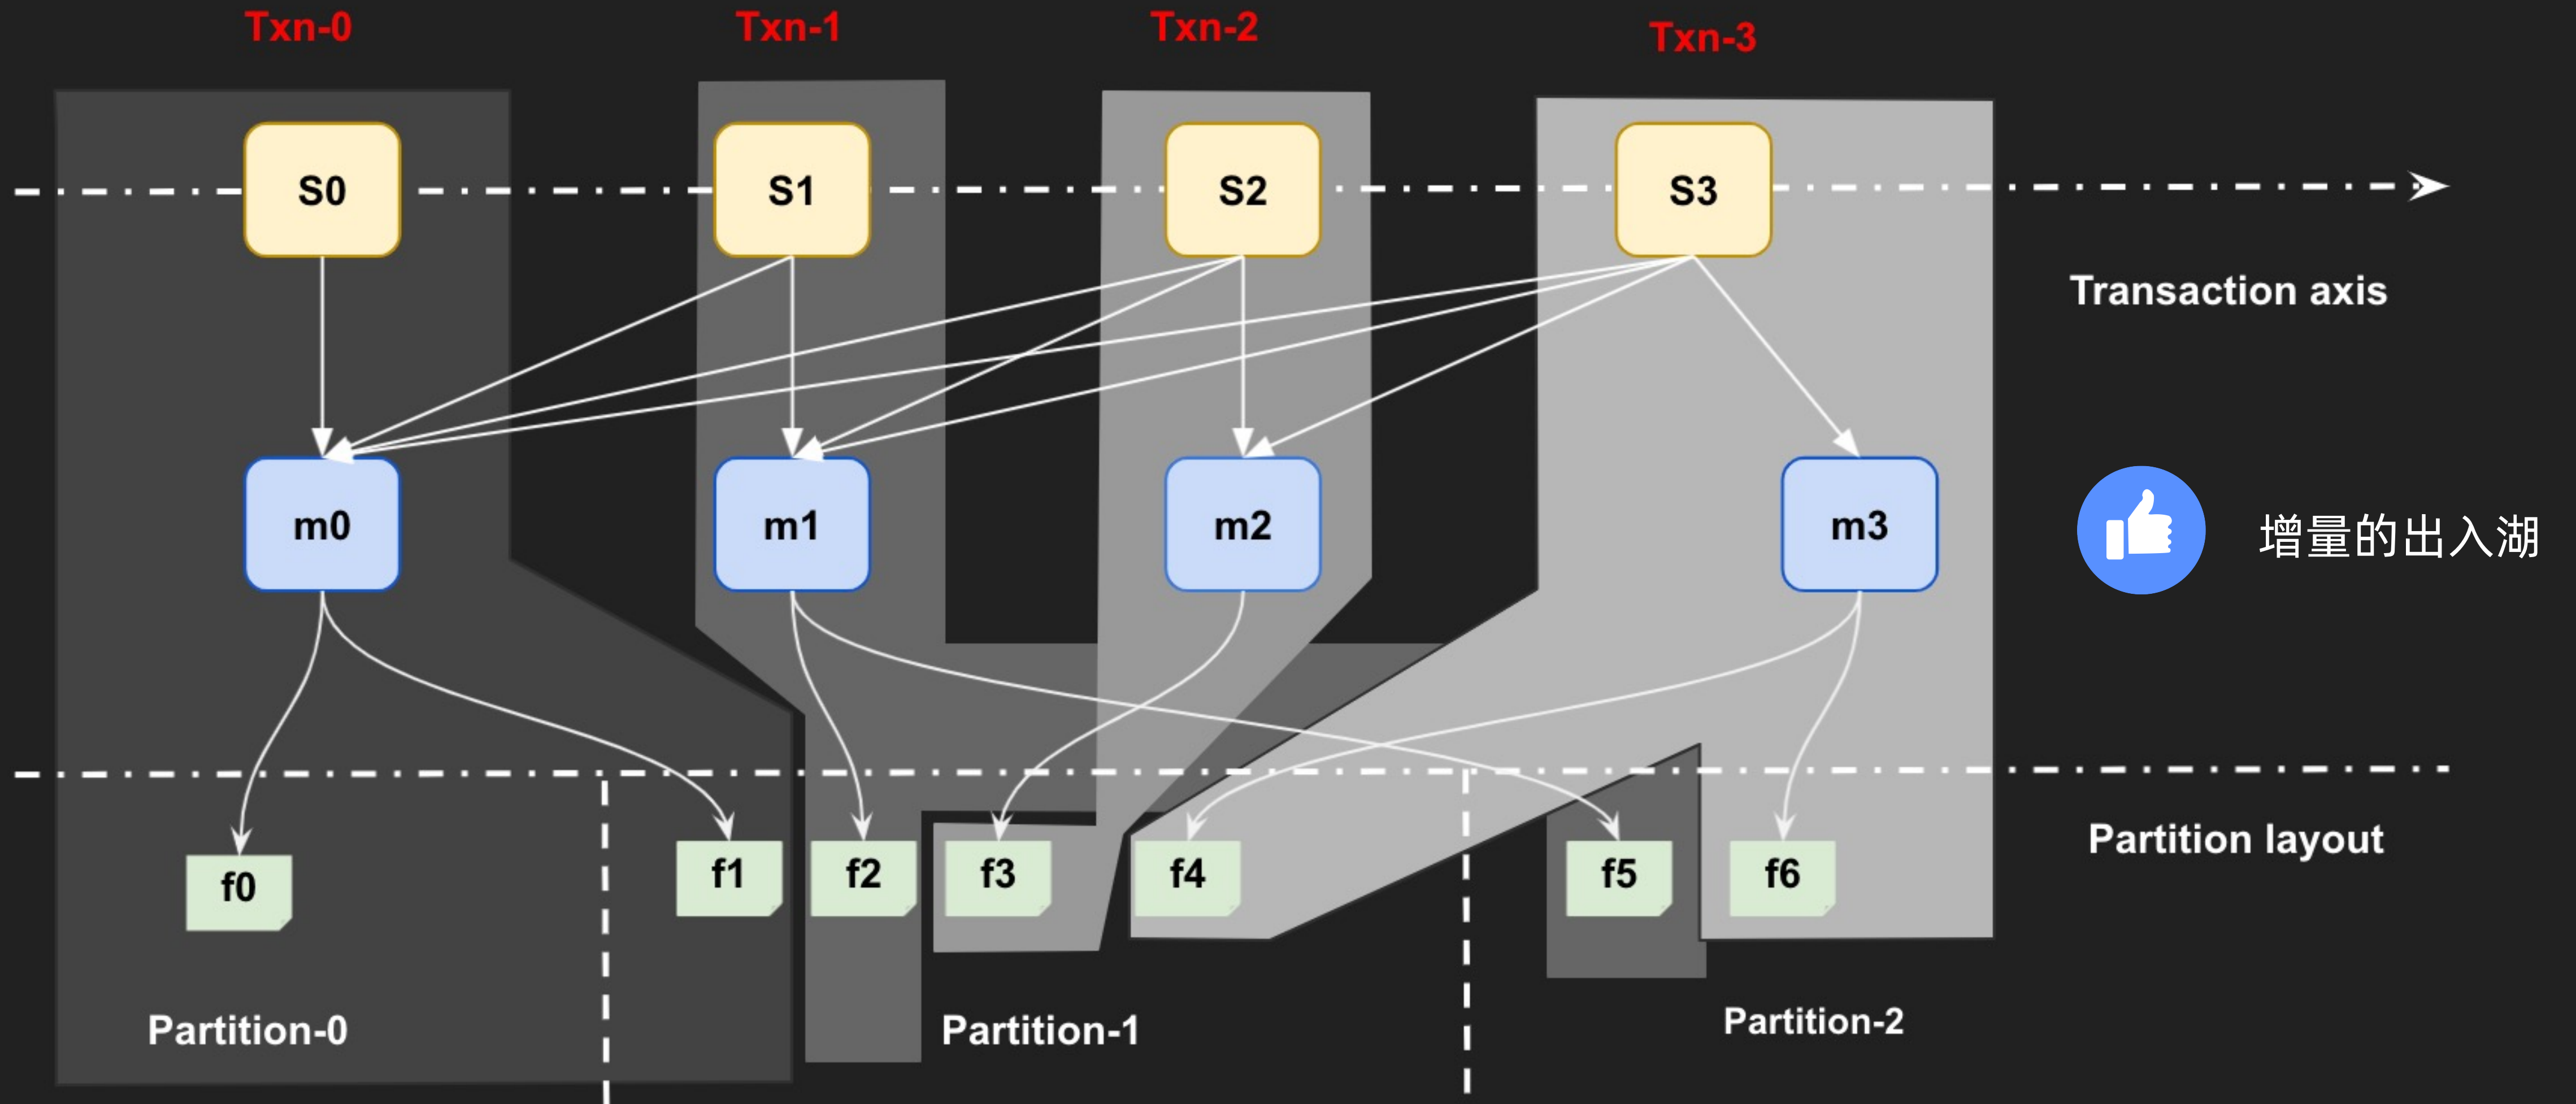 Txn-0
Txn-1
Txn-2
Txn-3
S0
S1
S2
S3
Transaction axis
m0
m1
m2
m3
增量的出入湖
Partition layout
f0
f1
f2
f3
f4
f5
f6
Partition-0
Partition-1
Partition-2